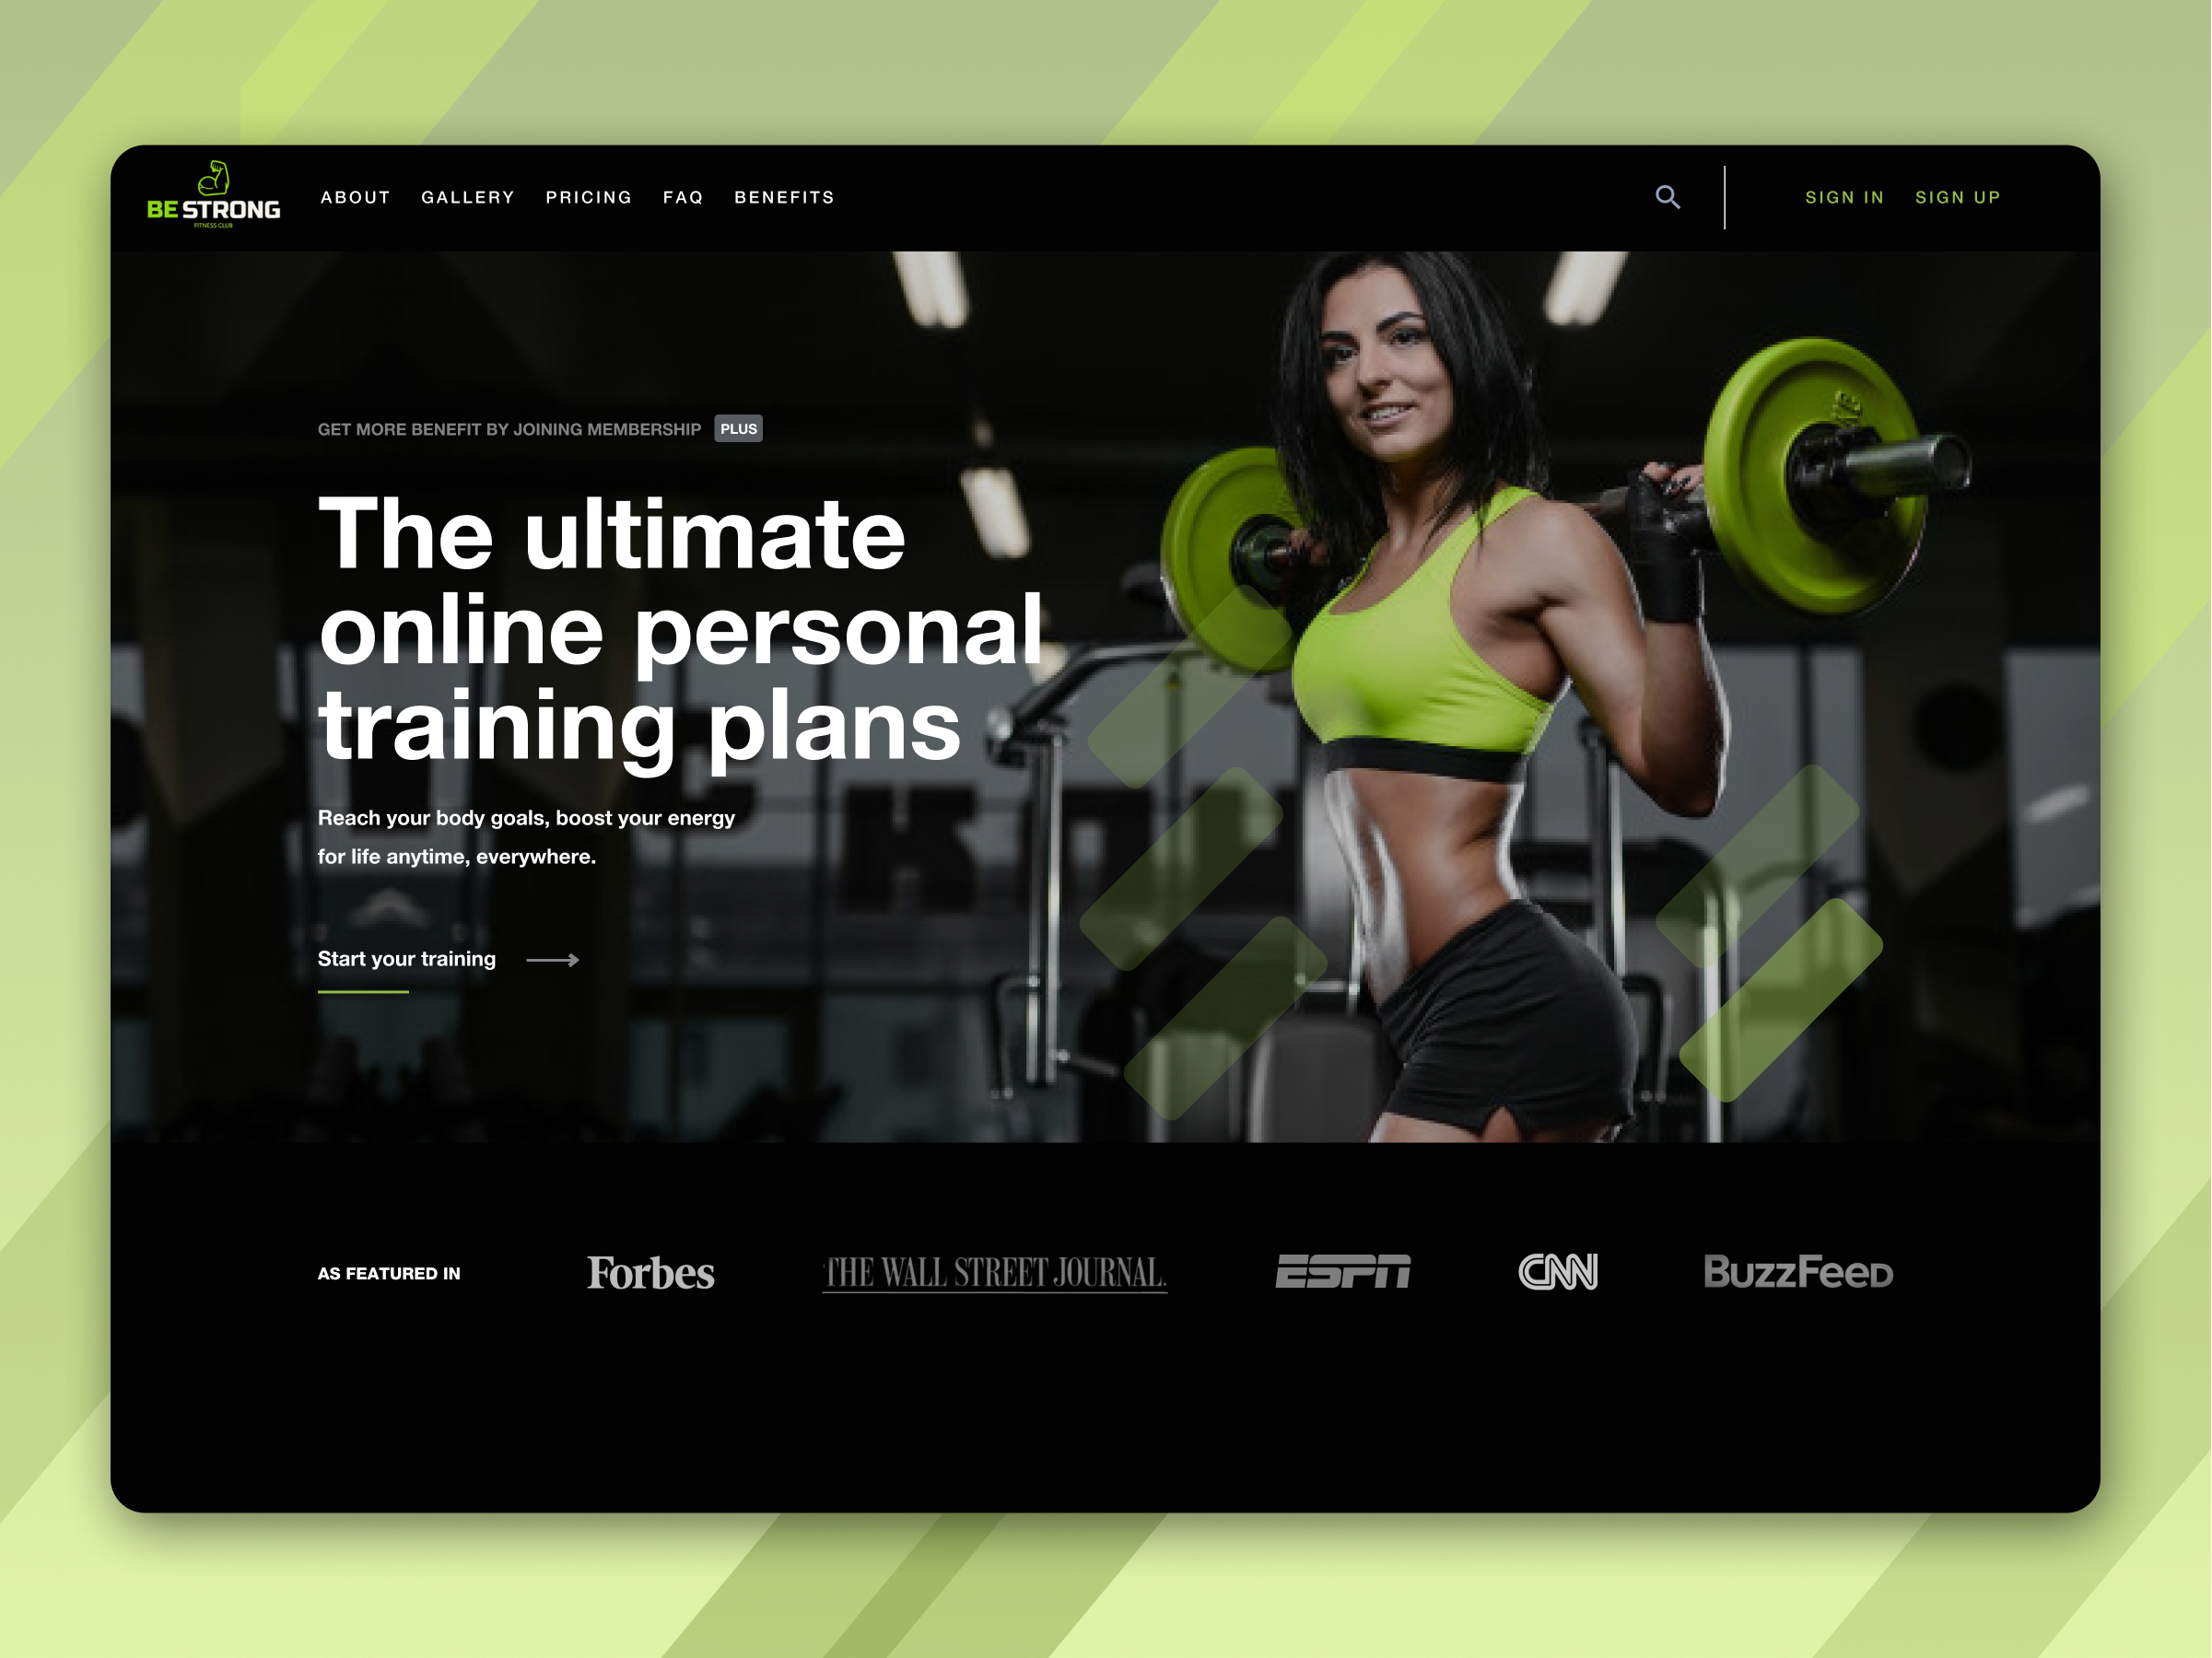 BE STRONG
FITNESS CLUB
ABOUT GALLERY PRICING FAQ BENEFITS
SIGN IN SIGN UP
GET MORE BENEFIT BY JOINING MEMBERSHIP PLUS
The ultimate
online personal
training plans
Reach your body goals, boost your energy
for life anytime, everywhere.
Start your training
AS FEATURED IN
Forbes
THE WALL STREET JOURNAL.
ESPN
CNN
BuzzFeeD